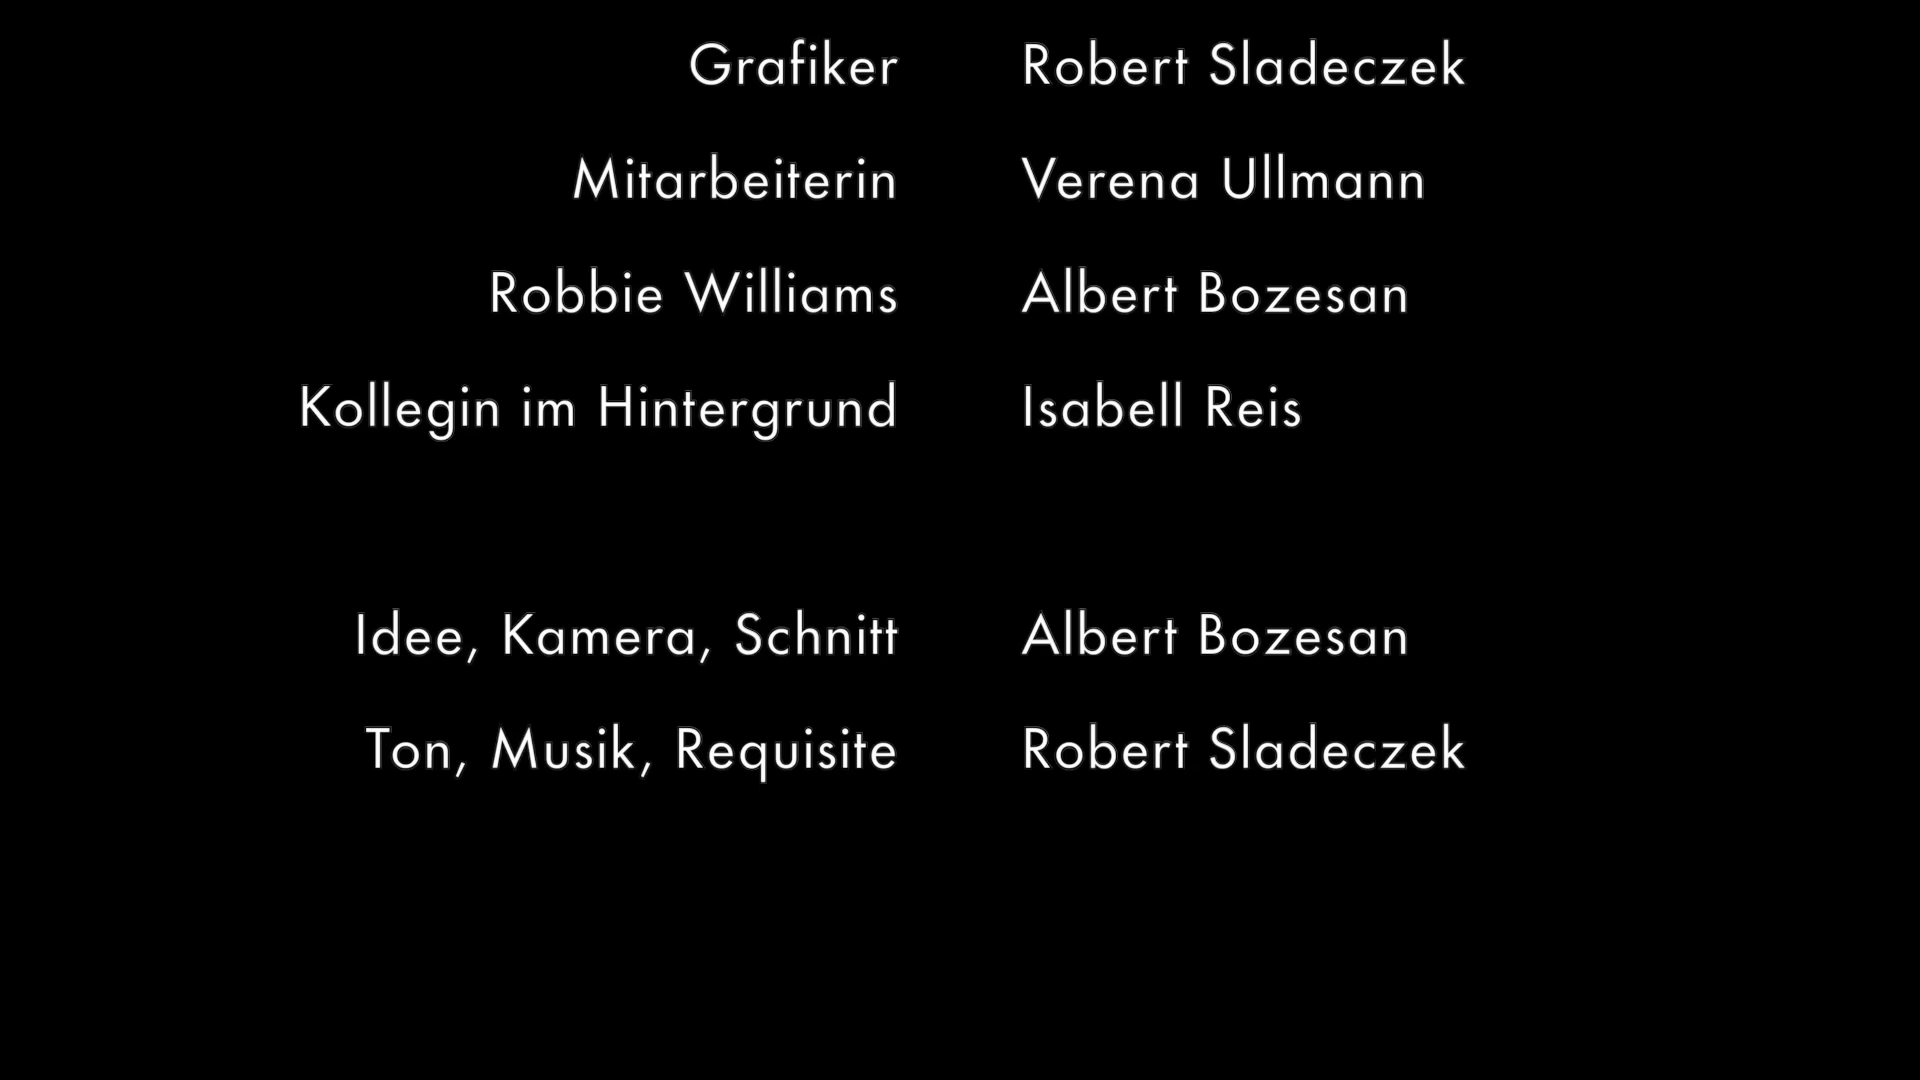 Grafiker Robert Sladeczek
Mitarbeiterin Verena Ullmann
Robbie Williams Albert Bozesan
Kollegin im Hintergrund Isabell Reis
Idee, Kamera, Schnitt Albert Bozesan
Ton, Musik, Requisite Robert Sladeczek